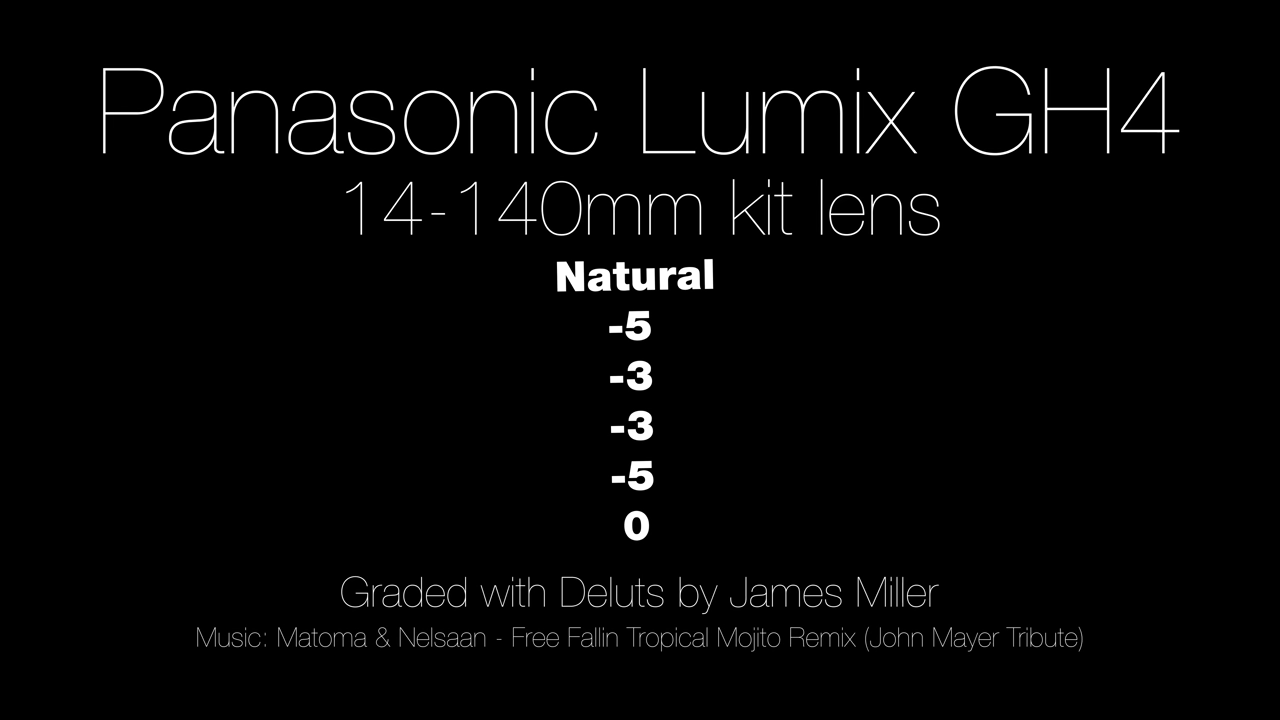 Panasonic Lumix GH4
14-140mm kit lens
Natural
-5
-3
-3
-5
0
Graded with Deluts by James Miller
Music: Matoma & Nelsaan - Free Fallin Tropical Mojito Remix (John Mayer Tribute)